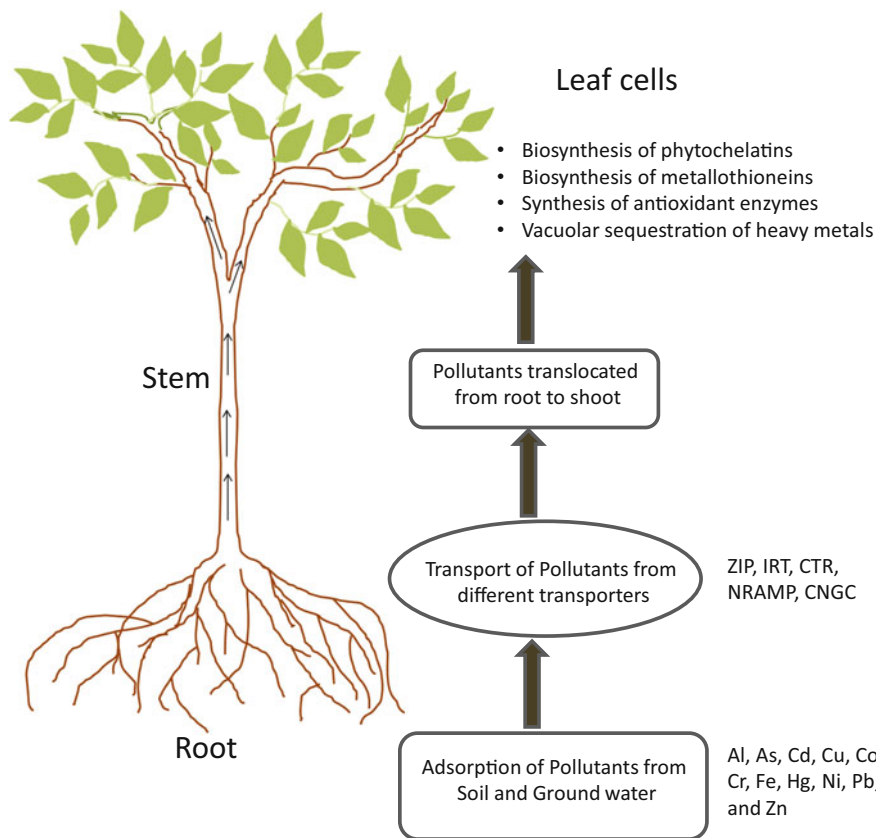 Leaf cells
• Biosynthesis of phytochelatins
• Biosynthesis of metallothioneins
• Synthesis of antioxidant enzymes
• Vacuolar sequestration of heavy metals
Stem
Pollutants translocated
from root to shoot
Transport of Pollutants from
different transporters
ZIP, IRT, CTR,
NRAMP, CNGC
Root
Adsorption of Pollutants from
Soil and Ground water
Al, As, Cd, Cu, Co
Cr, Fe, Hg, Ni, Pb,
and Zn